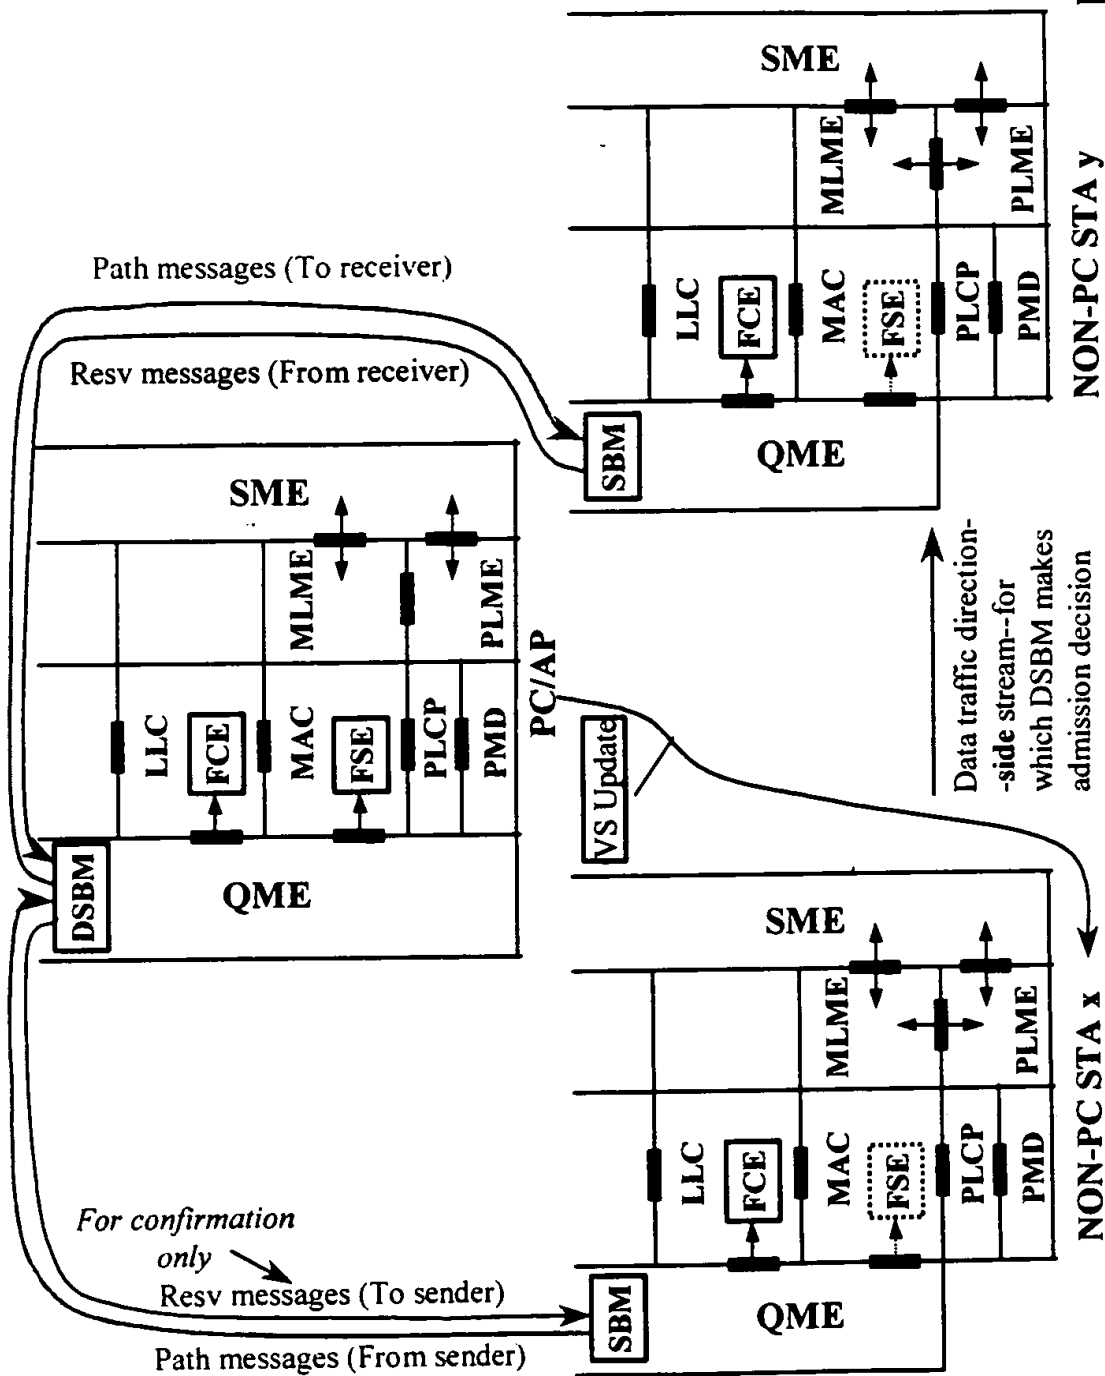 Path messages (To receiver)
Resv messages (From receiver)
DSBM
QME
SME
LLC
FCE
MAC
FSE
PLCP
PMD
MLME
PLME
PC/AP
VS Update
SBM
QME
SME
LLC
FCE
MAC
FSE
PLCP
PMD
MLME
PLME
NON-PC STA y
Data traffic direction-
-side stream--for
which DSBM makes
admission decision
For confirmation
only
Resv messages (To sender)
Path messages (From sender)
SBM
QME
SME
LLC
FCE
MAC
FSE
PLCP
PMD
MLME
PLME
NON-PC STA x